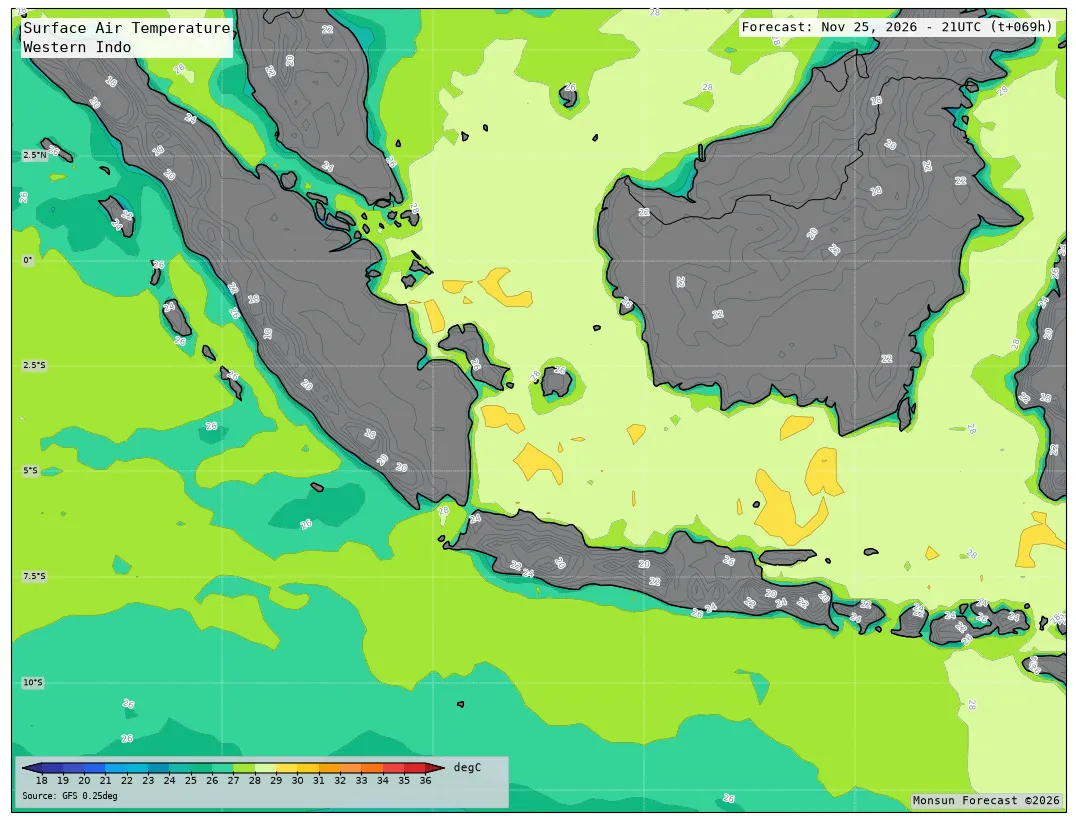 Surface Air Temperature
Western Indo
Forecast: Nov 25, 2026 - 21UTC (t+069h)
2.5°N
0°
2.5°S
5°S
7.5°S
10°S
18 19 20 21 22 23 24 25 26 27 28 29 30 31 32 33 34 35 36
degC
Source: GFS 0.25deg
Monsun Forecast ©2026